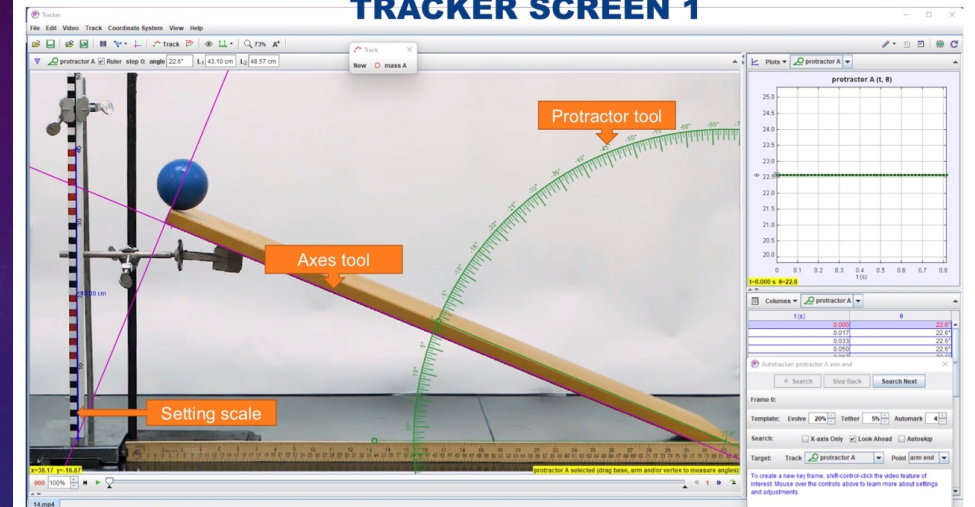 TRACKER SCREEN 1
Tracker
File Edit Video Track Coordinate System View Help
Track
73%
protractor A Ruler step 0: angle 22.6° L₁ 43.10 cm L₂ 48.57 cm
Track
New mass A
Protractor tool
Axes tool
Setting scale
x=38.17 y=-16.87
protractor A selected (drag base, arm and/or vertex to measure angles)
000 100%
1
14.mp4
Plots protractor A
protractor A (t, θ)
25.0
24.5
24.0
23.5
23.0
22.5
22.0
21.5
21.0
20.5
20.0
θ
0 0.1 0.2 0.3 0.4 0.5 0.6 0.7 0.8
t (s)
t=0.000 s θ=22.6
Columns protractor A
t(s) θ
0.000 22.6°
0.017 22.6°
0.033 22.6°
0.050 22.6°
Autotracker: protractor A arm end
Search Step Back Search Next
Frame 0:
Template: Evolve 20% Tether 5% Automark 4
Search: X-axis Only Look Ahead Autoskip
Target: Track protractor A Point arm end
To create a new key frame, shift-control-click the video feature of
interest. Mouse over the controls above to learn more about settings
and adjustments.